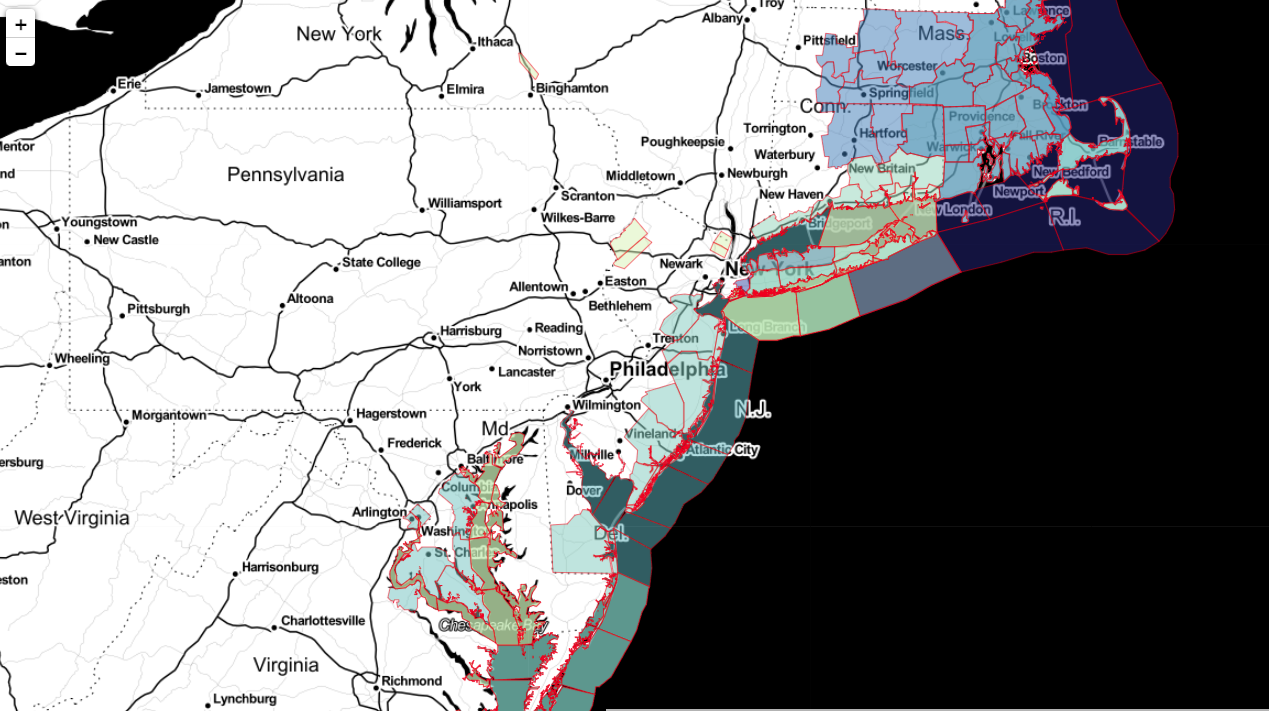 +
−
New York
Ithaca
Albany
Troy
Pittsfield
Mass.
Lawrence
Lowell
Boston
Worcester
Erie
Jamestown
Elmira
Binghamton
Springfield
Conn.
Brockton
Providence
Torrington
Hartford
Fall River
Barnstable
Poughkeepsie
Waterbury
Warwick
Pennsylvania
Middletown
Newburgh
New Britain
New Bedford
Scranton
New Haven
Newport
Williamsport
Wilkes-Barre
New London
R.I.
Youngstown
New Castle
Bridgeport
State College
Newark
New York
Allentown
Easton
Altoona
Bethlehem
Pittsburgh
Harrisburg
Reading
Long Branch
Trenton
Norristown
Wheeling
Lancaster
Philadelphia
York
Wilmington
N.J.
Morgantown
Hagerstown
Md.
Vineland
Frederick
Baltimore
Millville
Atlantic City
Columbia
Dover
Annapolis
West Virginia
Arlington
Washington
Del.
St. Charles
Harrisonburg
Charlottesville
Chesapeake Bay
Virginia
Richmond
Lynchburg